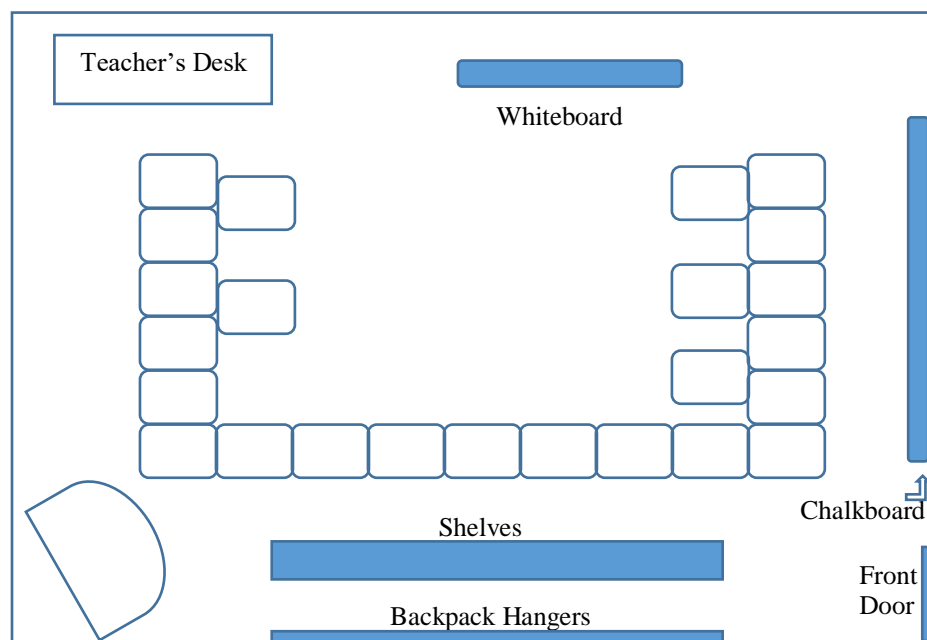 Teacher’s Desk
Whiteboard
Chalkboard
Shelves
Front
Door
Backpack Hangers